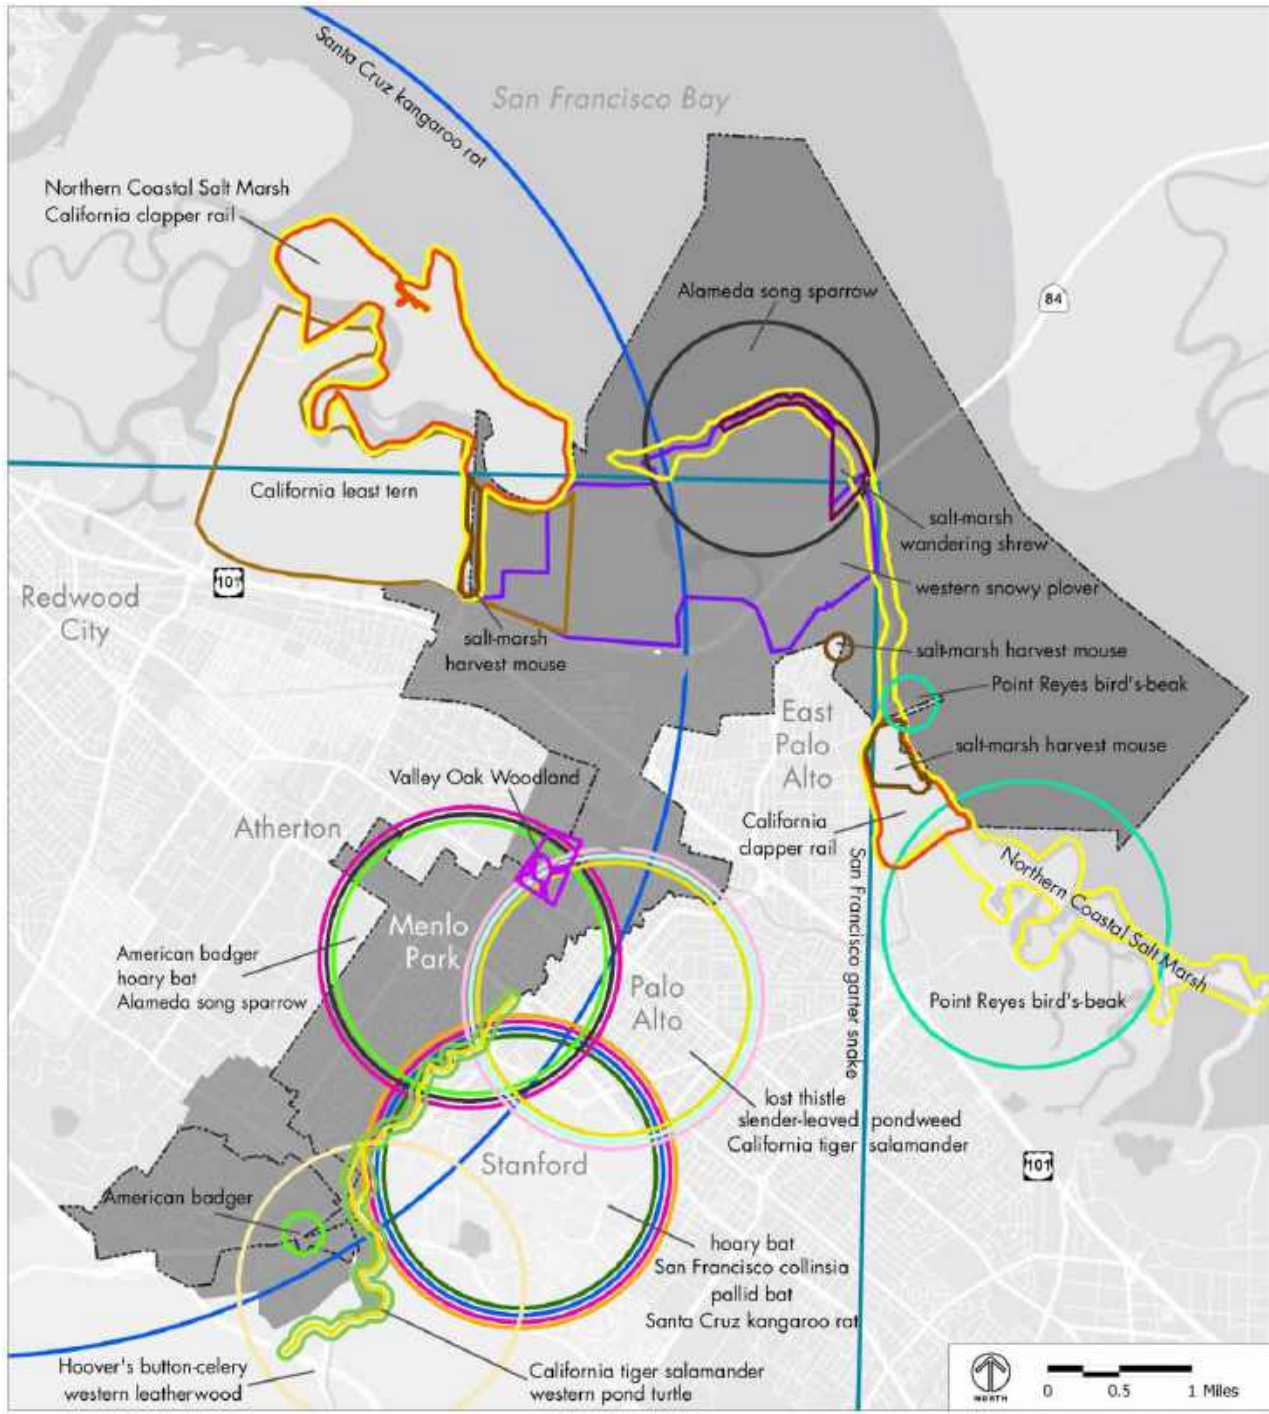 Santa Cruz kangaroo rat
San Francisco Bay
Northern Coastal Salt Marsh
California clapper rail
Alameda song sparrow
84
California least tern
salt-marsh
wandering shrew
101
Redwood
City
western snowy plover
salt-marsh
harvest mouse
salt-marsh harvest mouse
Point Reyes bird's-beak
East
Palo
Alto
salt-marsh harvest mouse
Valley Oak Woodland
Atherton
California
clapper rail
San Francisco garter snake
Northern Coastal Salt Marsh
Menlo
Park
American badger
hoary bat
Alameda song sparrow
Palo
Alto
Point Reyes bird's-beak
lost thistle
slender-leaved pondweed
California tiger salamander
Stanford
101
American badger
hoary bat
San Francisco collinsia
pallid bat
Santa Cruz kangaroo rat
Hoover's button-celery
western leatherwood
California tiger salamander
western pond turtle
NORTH
0 0.5 1 Miles